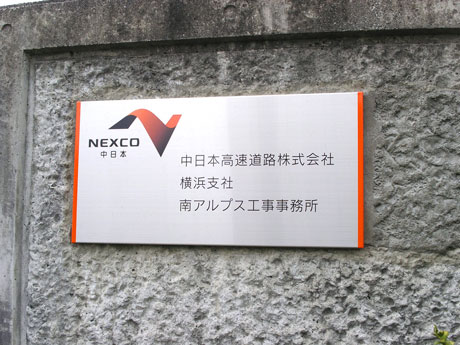 NEXCO
中日本
中日本高速道路株式会社
横浜支社
南アルプス工事事務所